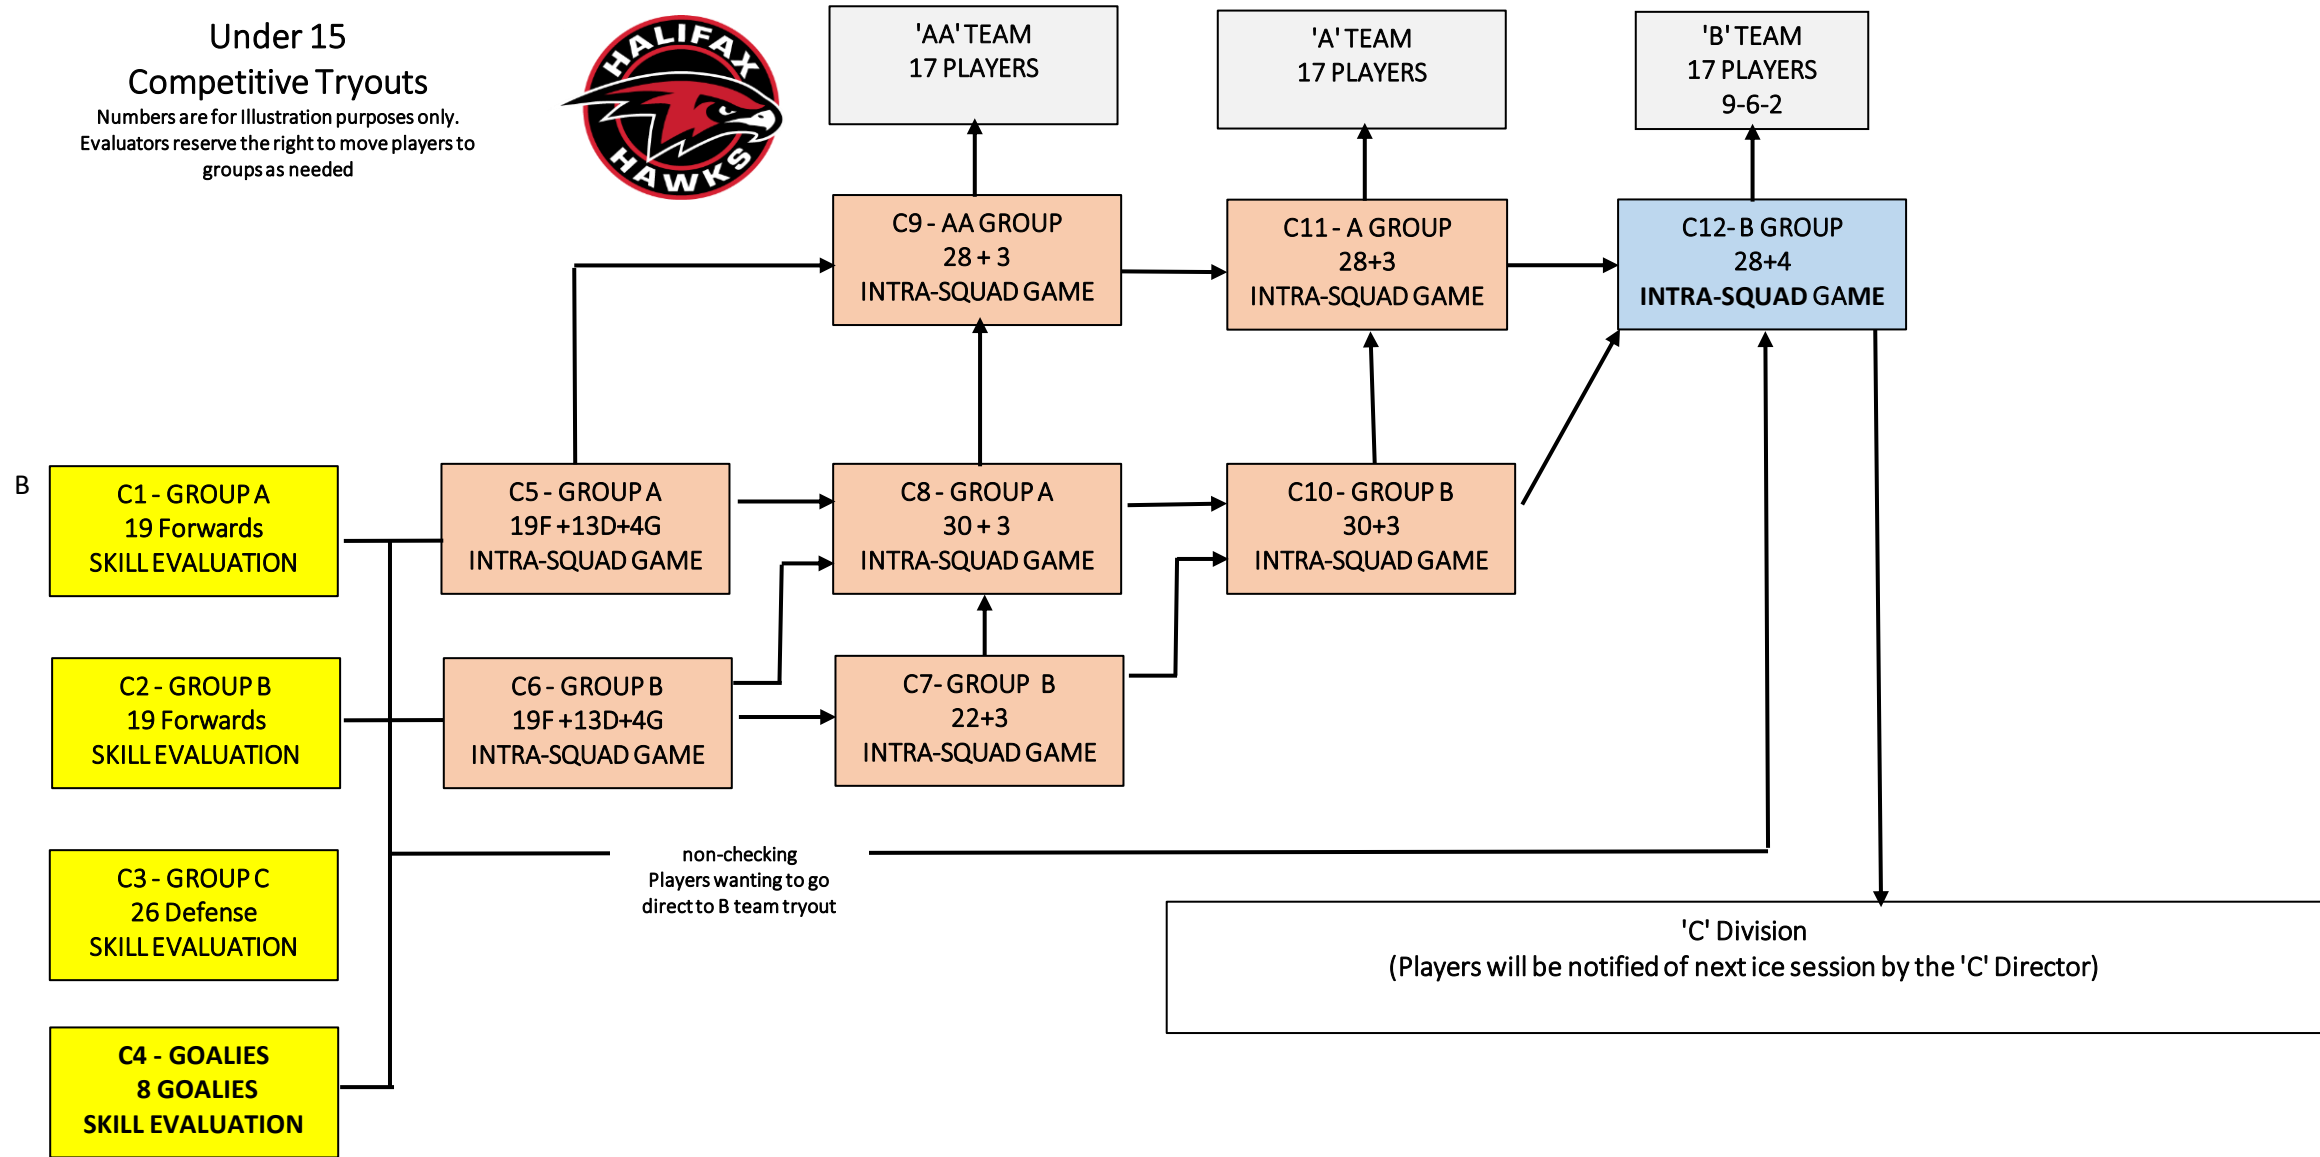 Under 15
Competitive Tryouts
Numbers are for Illustration purposes only.
Evaluators reserve the right to move players to
groups as needed
HALIFAX
HAWKS
'AA' TEAM
17 PLAYERS
'A' TEAM
17 PLAYERS
'B' TEAM
17 PLAYERS
9-6-2
C9 - AA GROUP
28 + 3
INTRA-SQUAD GAME
C11 - A GROUP
28+3
INTRA-SQUAD GAME
C12- B GROUP
28+4
INTRA-SQUAD GAME
B
C1 - GROUP A
19 Forwards
SKILL EVALUATION
C5 - GROUP A
19F +13D+4G
INTRA-SQUAD GAME
C8 - GROUP A
30 + 3
INTRA-SQUAD GAME
C10 - GROUP B
30+3
INTRA-SQUAD GAME
C2 - GROUP B
19 Forwards
SKILL EVALUATION
C6 - GROUP B
19F +13D+4G
INTRA-SQUAD GAME
C7- GROUP B
22+3
INTRA-SQUAD GAME
C3 - GROUP C
26 Defense
SKILL EVALUATION
non-checking
Players wanting to go
direct to B team tryout
'C' Division
(Players will be notified of next ice session by the 'C' Director)
C4 - GOALIES
8 GOALIES
SKILL EVALUATION